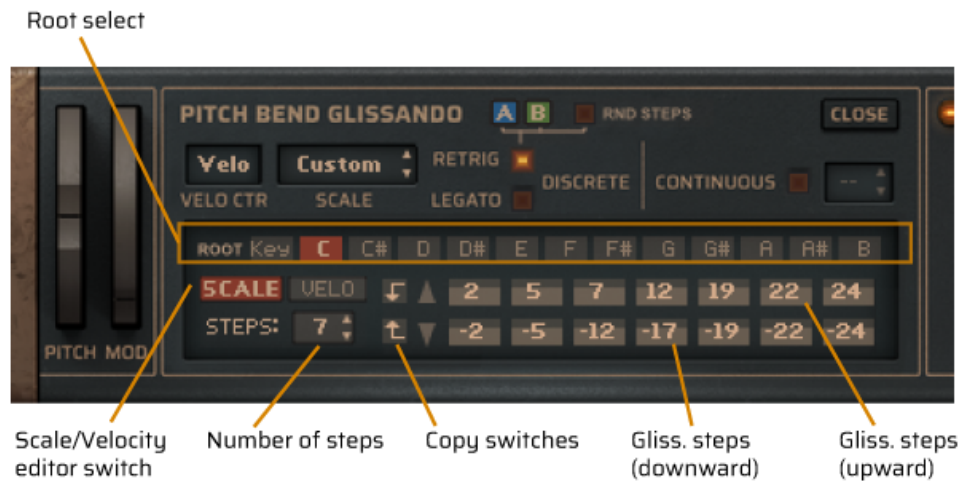 Root select
PITCH BEND GLISSANDO A B RND STEPS CLOSE
Velo Custom RETRIG
DISCRETE CONTINUOUS --
VELO CTR SCALE LEGATO
ROOT Key C C# D D# E F F# G G# A A# B
SCALE VELO 2 5 7 12 19 22 24
STEPS: 7 -2 -5 -12 -17 -19 -22 -24
PITCH MOD
Scale/Velocity Number of steps Copy switches Gliss. steps Gliss. steps
editor switch (downward) (upward)